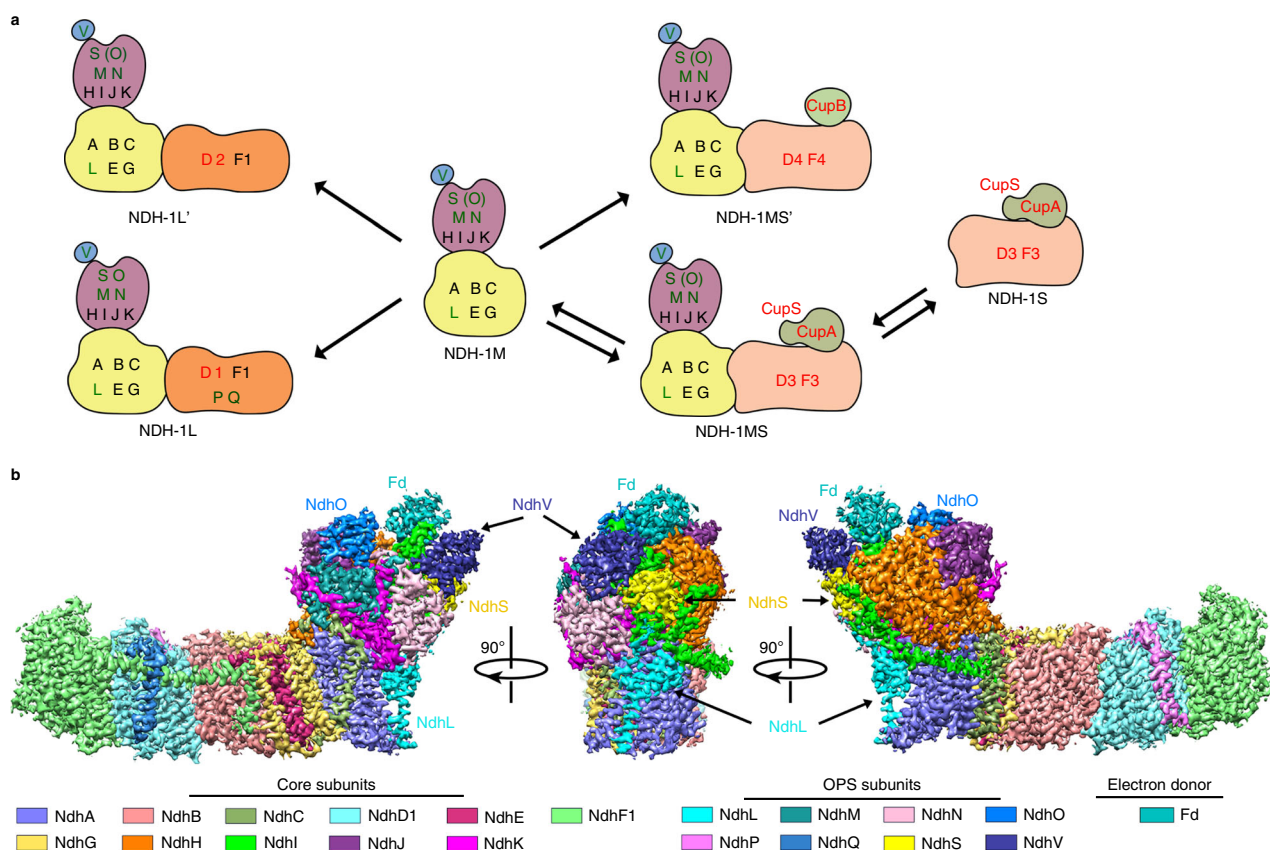 a
V
S (O)
M N
H I J K
A B C
L E G
D 2 F1
NDH-1L’
V
S O
M N
H I J K
A B C
L E G
D 1 F1
P Q
NDH-1L
V
S (O)
M N
H I J K
A B C
L E G
NDH-1M
V
S (O)
M N
H I J K
A B C
L E G
CupB
D4 F4
NDH-1MS’
V
S (O)
M N
H I J K
A B C
L E G
CupS
CupA
D3 F3
NDH-1MS
CupS
CupA
D3 F3
NDH-1S
b
NdhO
Fd
NdhV
Fd
NdhV
Fd
NdhO
NdhS
NdhS
90°
90°
NdhL
NdhL
Core subunits
OPS subunits
Electron donor
NdhA NdhB NdhC NdhD1 NdhE NdhF1 NdhL NdhM NdhN NdhO Fd
NdhG NdhH NdhI NdhJ NdhK NdhP NdhQ NdhS NdhV